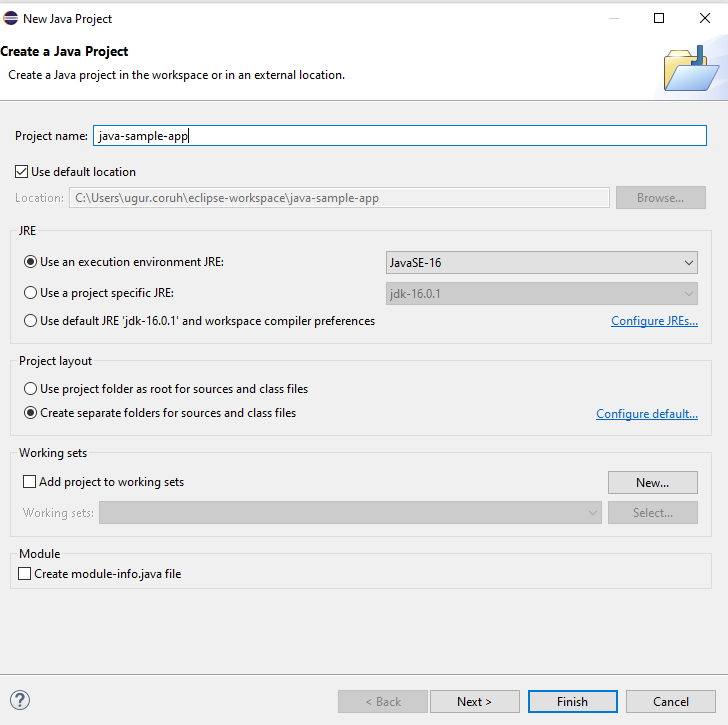 New Java Project
Create a Java Project
Create a Java project in the workspace or in an external location.
Project name: java-sample-app
Use default location
Location: C:\Users\ugur.coruh\eclipse-workspace\java-sample-app Browse...
JRE
Use an execution environment JRE: JavaSE-16
Use a project specific JRE: jdk-16.0.1
Use default JRE 'jdk-16.0.1' and workspace compiler preferences Configure JREs...
Project layout
Use project folder as root for sources and class files
Create separate folders for sources and class files Configure default...
Working sets
Add project to working sets New...
Working sets: Select...
Module
Create module-info.java file
? < Back Next > Finish Cancel